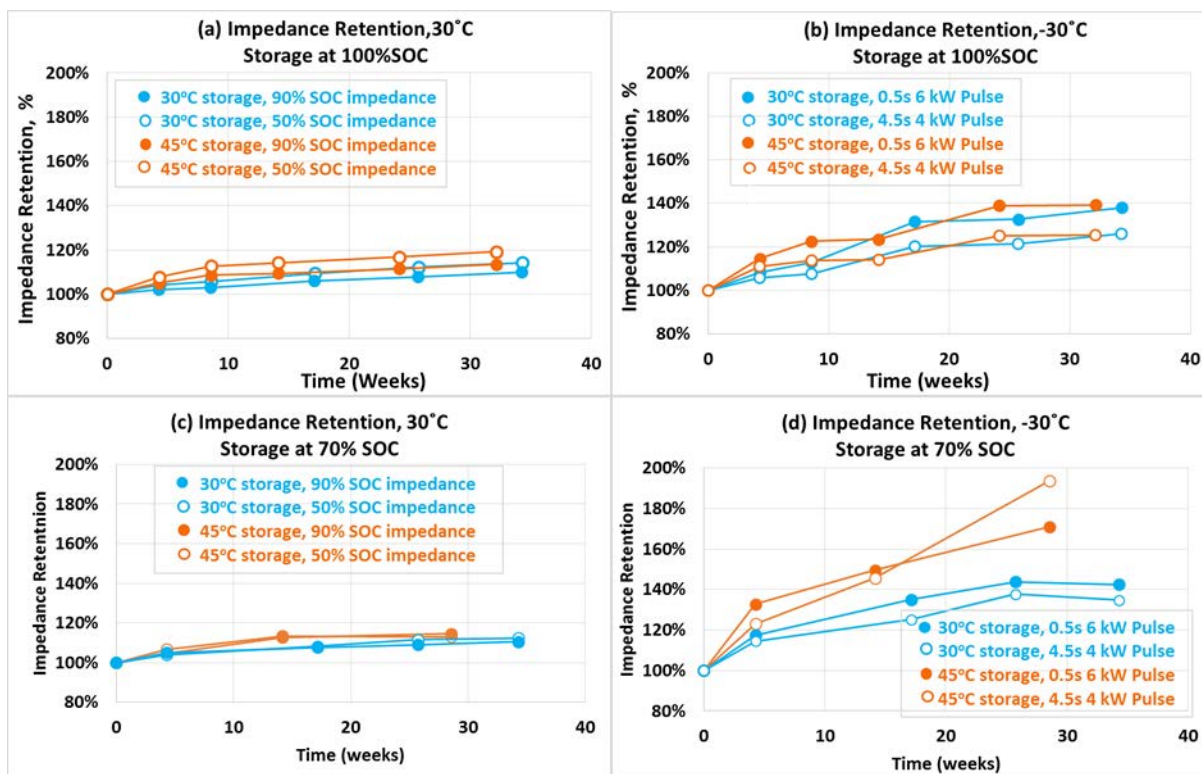 (a) Impedance Retention,30˚C
Storage at 100%SOC
Impedance Retention, %
200%
180%
160%
140%
120%
100%
80%
30ᵒC storage, 90% SOC impedance
30ᵒC storage, 50% SOC impedance
45ᵒC storage, 90% SOC impedance
45ᵒC storage, 50% SOC impedance
0 10 20 30 40
Time (Weeks)
(b) Impedance Retention,-30˚C
Storage at 100%SOC
Impedance Retention, %
200%
180%
160%
140%
120%
100%
80%
30ᵒC storage, 0.5s 6 kW Pulse
30ᵒC storage, 4.5s 4 kW Pulse
45ᵒC storage, 0.5s 6 kW Pulse
45ᵒC storage, 4.5s 4 kW Pulse
0 10 20 30 40
Time (weeks)
(c) Impedance Retention, 30˚C
Storage at 70% SOC
Impedance Retentnion
200%
180%
160%
140%
120%
100%
80%
30ᵒC storage, 90% SOC impedance
30ᵒC storage, 50% SOC impedance
45ᵒC storage, 90% SOC impedance
45ᵒC storage, 50% SOC impedance
0 10 20 30 40
Time (weeks)
(d) Impedance Retention, -30˚C
Storage at 70% SOC
Impedance Retention
200%
180%
160%
140%
120%
100%
80%
30ᵒC storage, 0.5s 6 kW Pulse
30ᵒC storage, 4.5s 4 kW Pulse
45ᵒC storage, 0.5s 6 kW Pulse
45ᵒC storage, 4.5s 4 kW Pulse
0 10 20 30 40
Time (weeks)